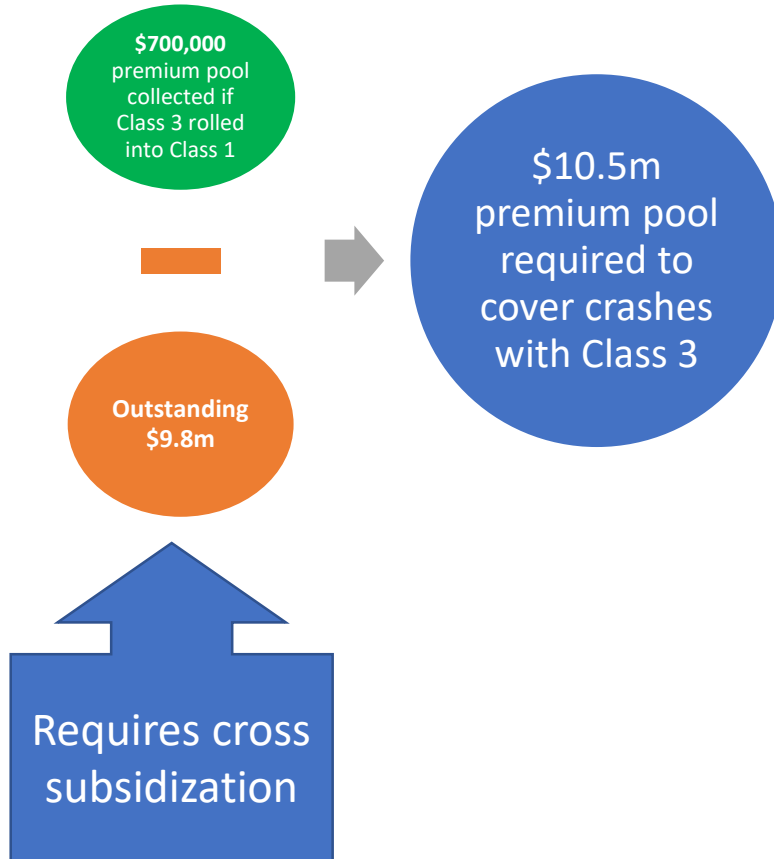 $700,000
premium pool
collected if
Class 3 rolled
into Class 1
$10.5m
premium pool
required to
cover crashes
with Class 3
Outstanding
$9.8m
Requires cross
subsidization